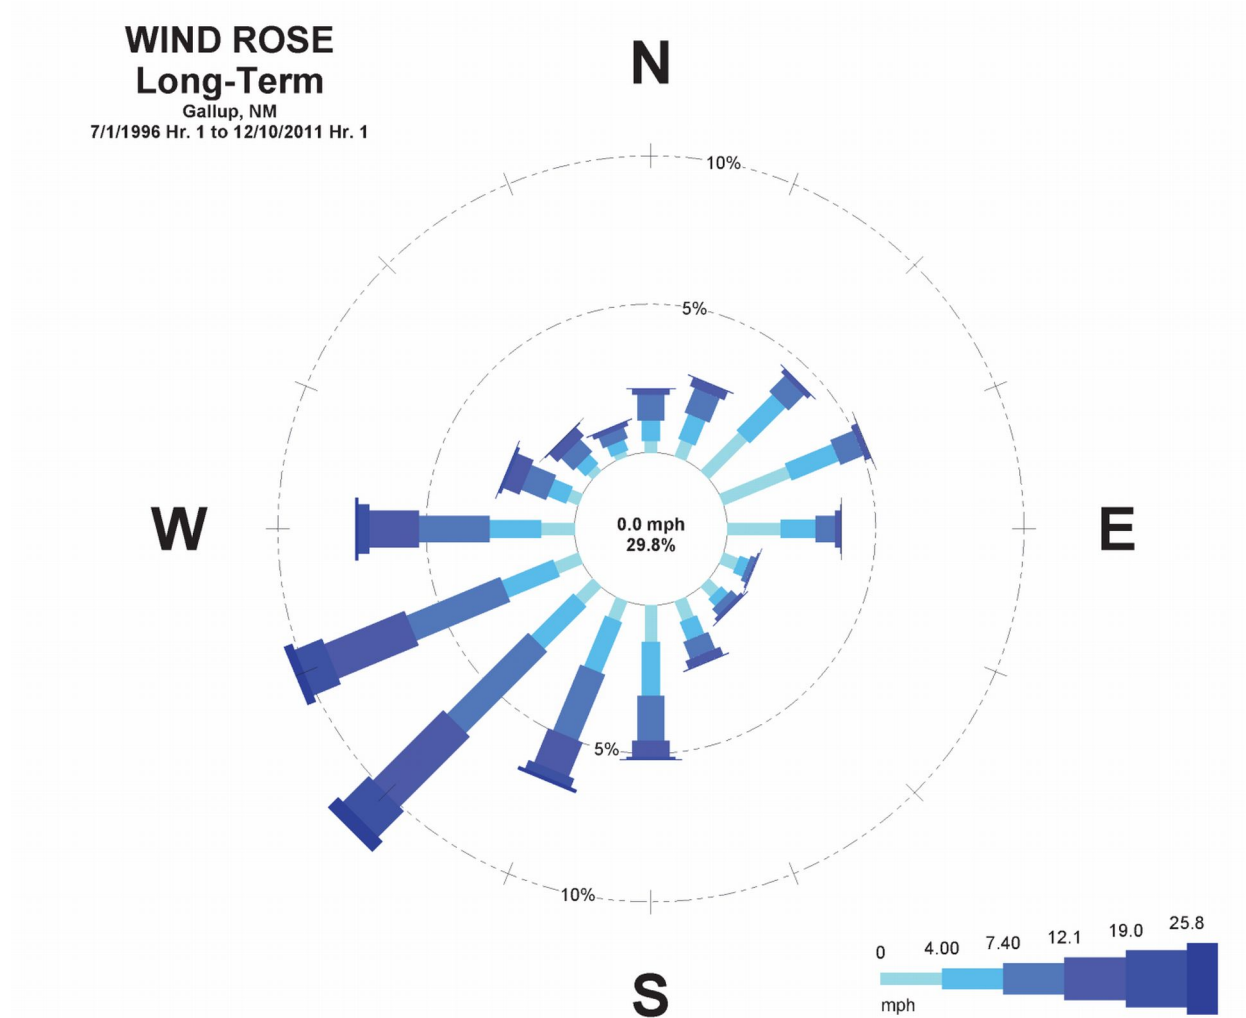 WIND ROSE
Long-Term
Gallup, NM
7/1/1996 Hr. 1 to 12/10/2011 Hr. 1
N
10%
5%
W
0.0 mph
29.8%
E
5%
10%
S
0 4.00 7.40 12.1 19.0 25.8
mph